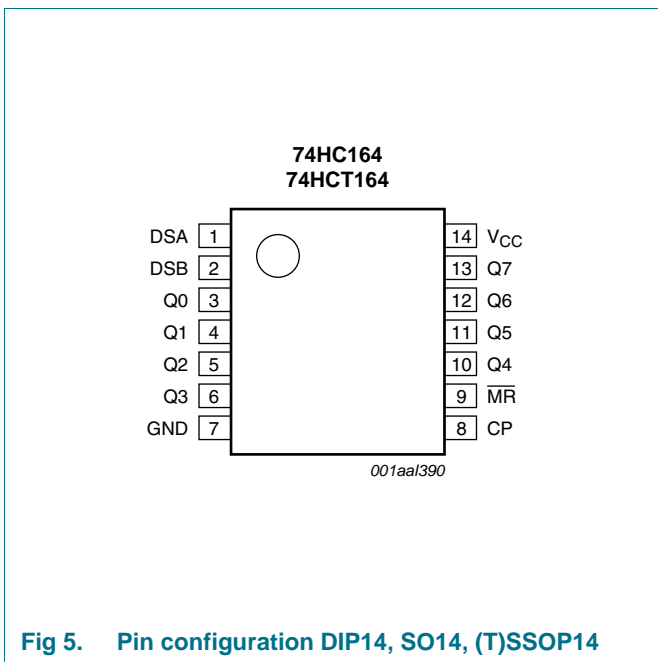 74HC164
74HCT164
DSA 1 14 VCC
DSB 2 13 Q7
Q0 3 12 Q6
Q1 4 11 Q5
Q2 5 10 Q4
Q3 6 9 M̅R̅
GND 7 8 CP
001aal390
Fig 5. Pin configuration DIP14, SO14, (T)SSOP14